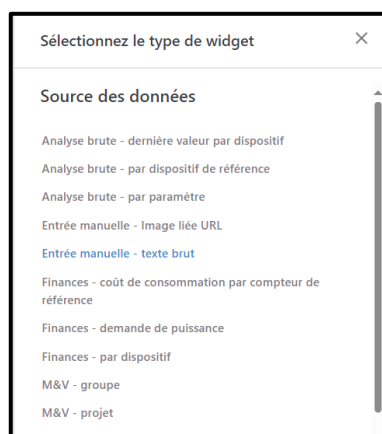 Sélectionnez le type de widget
Source des données
Analyse brute - dernière valeur par dispositif
Analyse brute - par dispositif de référence
Analyse brute - par paramètre
Entrée manuelle - Image liée URL
Entrée manuelle - texte brut
Finances - coût de consommation par compteur de
référence
Finances - demande de puissance
Finances - par dispositif
M&V - groupe
M&V - projet